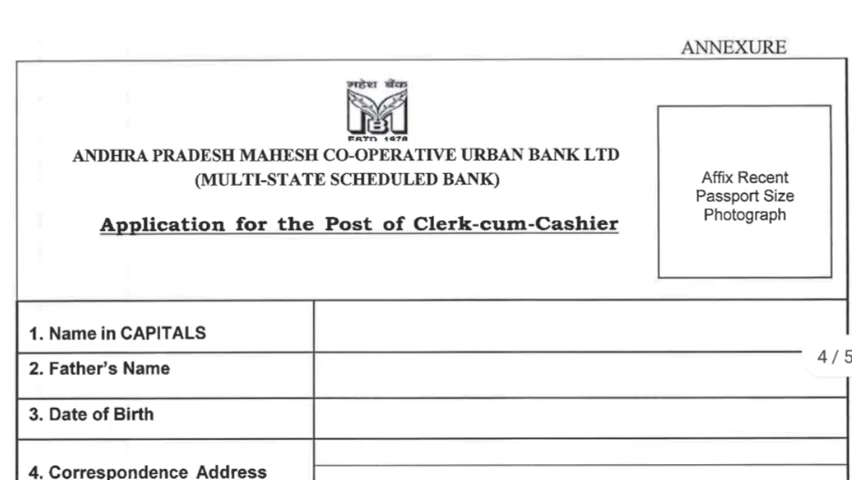 ANNEXURE
महेश बैंक
ESTD 1978
ANDHRA PRADESH MAHESH CO-OPERATIVE URBAN BANK LTD
(MULTI-STATE SCHEDULED BANK)
Application for the Post of Clerk-cum-Cashier
Affix Recent
Passport Size
Photograph
1. Name in CAPITALS
2. Father's Name
4 / 5
3. Date of Birth
4. Correspondence Address